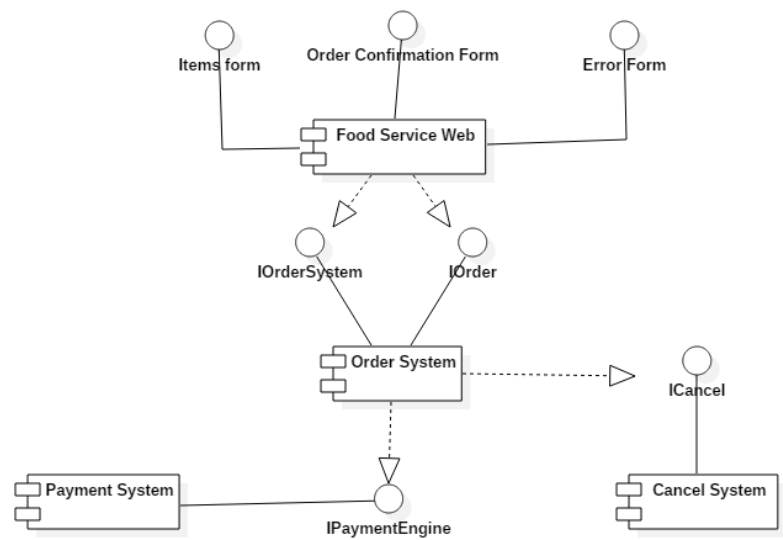 Items form
Order Confirmation Form
Error Form
Food Service Web
IOrderSystem
IOrder
Order System
ICancel
Payment System
Cancel System
IPaymentEngine